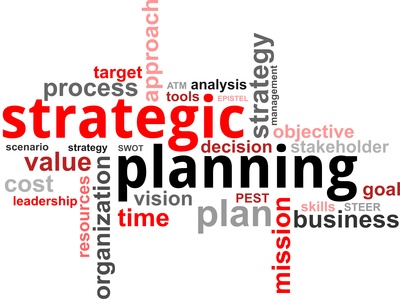 approach
target
process
ATM
analysis
tools
EPISTEL
strategy
management
strategic
objective
scenario
strategy
SWOT
decision
stakeholder
value
planning
cost
resources
organization
vision
PEST
goal
leadership
time
plan
mission
skills
STEER
business